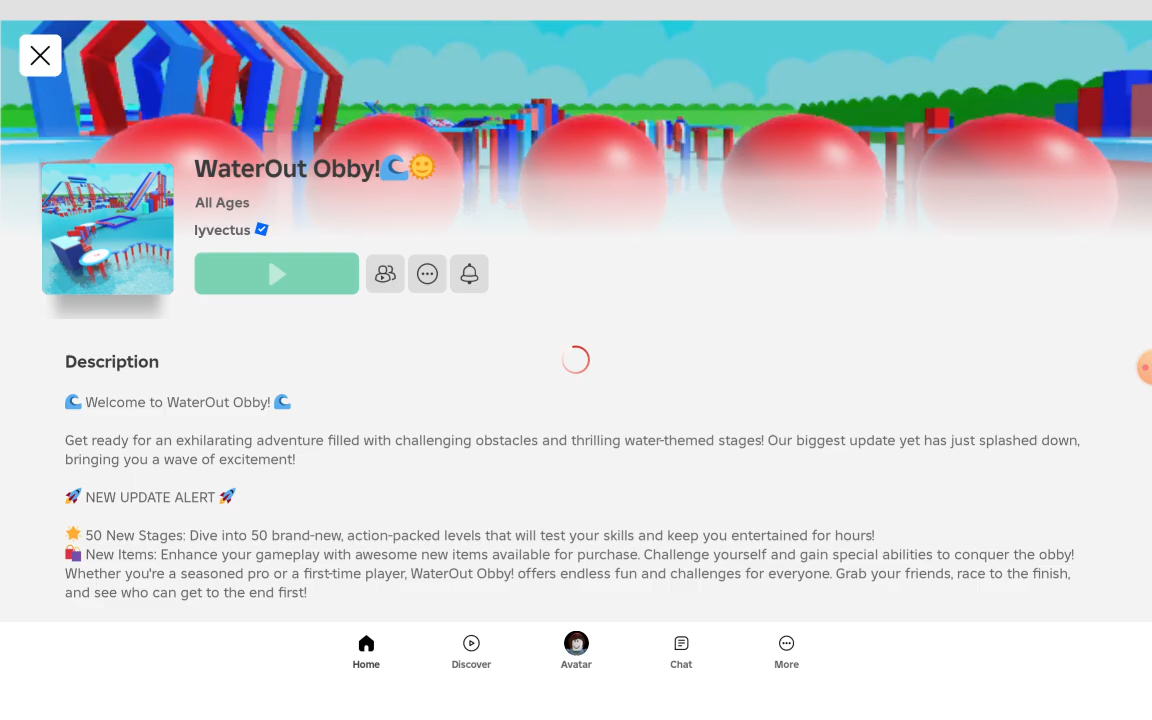 WaterOut Obby!🌊🌞
All Ages
lyvectus
Description
🌊 Welcome to WaterOut Obby! 🌊
Get ready for an exhilarating adventure filled with challenging obstacles and thrilling water-themed stages! Our biggest update yet has just splashed down,
bringing you a wave of excitement!
🚀 NEW UPDATE ALERT 🚀
⭐ 50 New Stages: Dive into 50 brand-new, action-packed levels that will test your skills and keep you entertained for hours!
🛍️ New Items: Enhance your gameplay with awesome new items available for purchase. Challenge yourself and gain special abilities to conquer the obby!
Whether you're a seasoned pro or a first-time player, WaterOut Obby! offers endless fun and challenges for everyone. Grab your friends, race to the finish,
and see who can get to the end first!
Home Discover Avatar Chat More